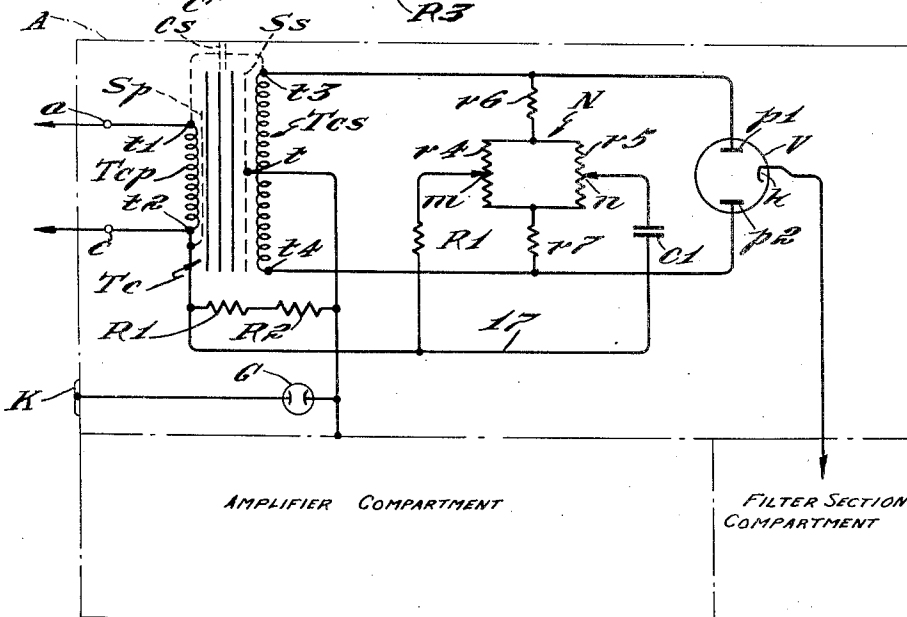 R3
A
Cs
Ss
Sp
a
t1
t3
Tcs
r6
N
p1
V
r4
r5
t
Tcp
m
n
k
t2
p2
c
t4
R1
r7
C1
Tc
R1
R2
17
G
K
AMPLIFIER COMPARTMENT
FILTER SECTION
COMPARTMENT